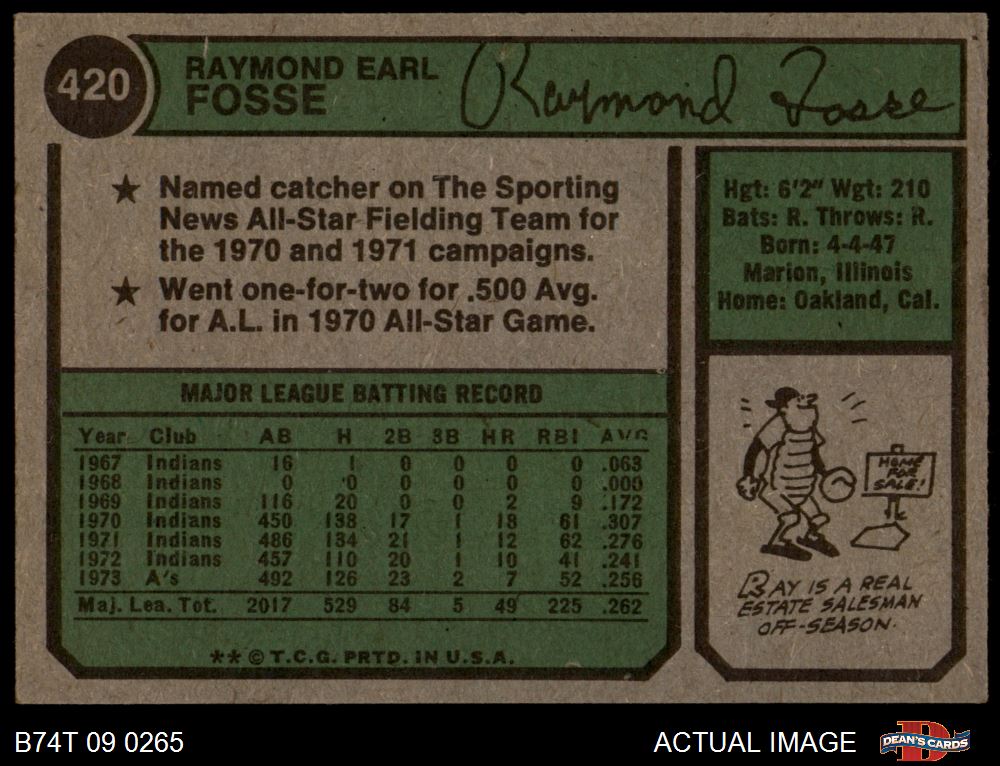 420
RAYMOND EARL
FOSSE
Raymond Fosse
★ Named catcher on The Sporting
News All-Star Fielding Team for
the 1970 and 1971 campaigns.
★ Went one-for-two for .500 Avg.
for A.L. in 1970 All-Star Game.
Hgt: 6'2" Wgt: 210
Bats: R. Throws: R.
Born: 4-4-47
Marion, Illinois
Home: Oakland, Cal.
MAJOR LEAGUE BATTING RECORD
Year Club AB H 2B 3B HR RBI AVG
1967 Indians 16 1 0 0 0 0 .063
1968 Indians 0 0 0 0 0 0 .000
1969 Indians 116 20 0 0 2 9 .172
1970 Indians 450 138 17 1 18 61 .307
1971 Indians 486 134 21 1 12 62 .276
1972 Indians 457 110 20 1 10 41 .241
1973 A's 492 126 23 2 7 52 .256
Maj. Lea. Tot. 2017 529 84 5 49 225 .262
** © T.C.G. PRTD. IN U.S.A.
HOME
FOR
SALE!
RAY IS A REAL
ESTATE SALESMAN
OFF-SEASON.
B74T 09 0265
ACTUAL IMAGE
D
DEAN'S CARDS